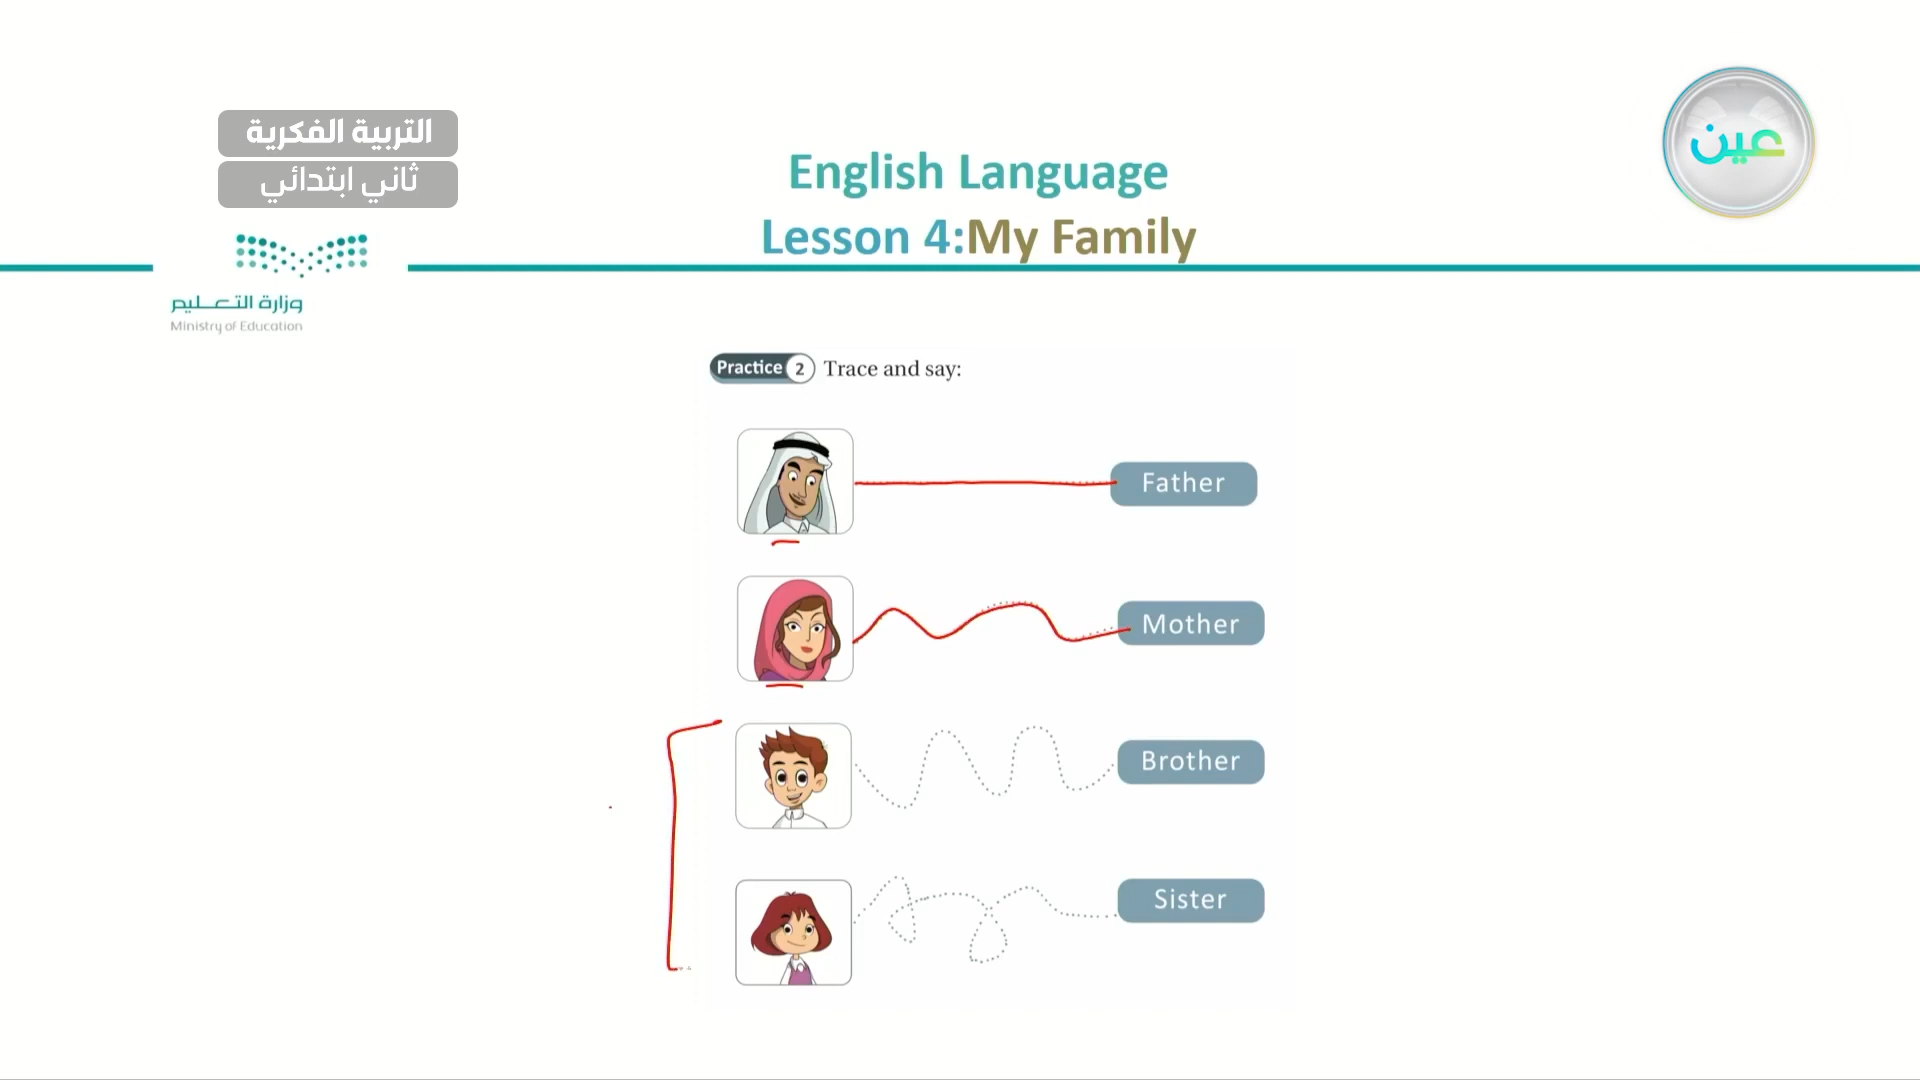 التربية الفكرية
ثاني ابتدائي
عين
English Language
Lesson 4:My Family
وزارة التعـــليم
Ministry of Education
Practice 2 Trace and say:
Father
Mother
Brother
Sister